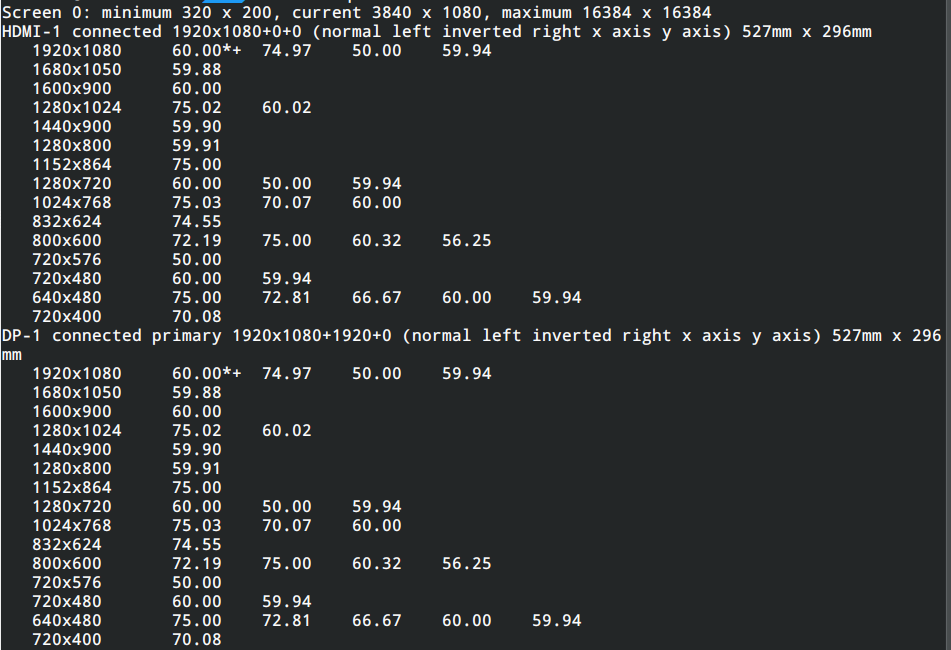 Screen 0: minimum 320 x 200, current 3840 x 1080, maximum 16384 x 16384
HDMI-1 connected 1920x1080+0+0 (normal left inverted right x axis y axis) 527mm x 296mm
   1920x1080     60.00*+  74.97    50.00    59.94
   1680x1050     59.88
   1600x900      60.00
   1280x1024     75.02    60.02
   1440x900      59.90
   1280x800      59.91
   1152x864      75.00
   1280x720      60.00    50.00    59.94
   1024x768      75.03    70.07    60.00
   832x624       74.55
   800x600       72.19    75.00    60.32    56.25
   720x576       50.00
   720x480       60.00    59.94
   640x480       75.00    72.81    66.67    60.00    59.94
   720x400       70.08
DP-1 connected primary 1920x1080+1920+0 (normal left inverted right x axis y axis) 527mm x 296
mm
   1920x1080     60.00*+  74.97    50.00    59.94
   1680x1050     59.88
   1600x900      60.00
   1280x1024     75.02    60.02
   1440x900      59.90
   1280x800      59.91
   1152x864      75.00
   1280x720      60.00    50.00    59.94
   1024x768      75.03    70.07    60.00
   832x624       74.55
   800x600       72.19    75.00    60.32    56.25
   720x576       50.00
   720x480       60.00    59.94
   640x480       75.00    72.81    66.67    60.00    59.94
   720x400       70.08